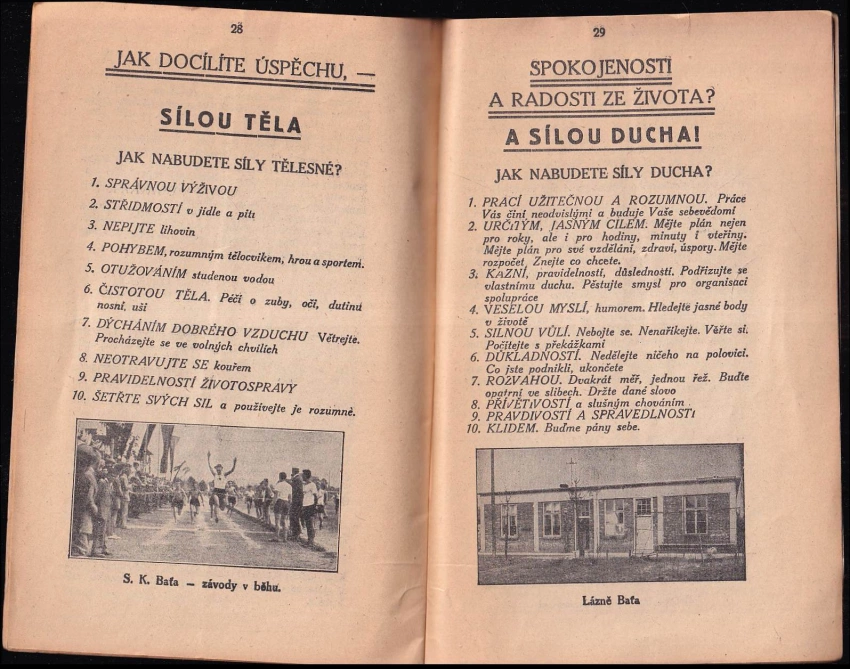 28
JAK DOCÍLÍTE ÚSPĚCHU, —
SÍLOU TĚLA
JAK NABUDETE SÍLY TĚLESNÉ?
1. SPRÁVNOU VÝŽIVOU
2. STŘÍDMOSTÍ v jídle a pití
3. NEPIJTE lihovin
4. POHYBEM, rozumným tělocvikem, hrou a sportem.
5. OTUŽOVÁNÍM studenou vodou
6. ČISTOTOU TĚLA. Péčí o zuby, oči, dutinu
nosní, uši
7. DÝCHÁNÍM DOBRÉHO VZDUCHU Větrejte.
Procházejte se ve volných chvílích
8. NEOTRAVUJTE SE kouřem
9. PRAVIDELNOSTÍ ŽIVOTOSPRÁVY
10. ŠETŘTE SVÝCH SIL a používejte je rozumně.
S. K. Baťa — závody v běhu.
29
SPOKOJENOSTI
A RADOSTI ZE ŽIVOTA?
A SÍLOU DUCHA!
JAK NABUDETE SÍLY DUCHA?
1. PRACÍ UŽITEČNOU A ROZUMNOU. Práce
Vás činí neodvislými a buduje Vaše sebevědomí
2. URČITÝM, JASNÝM CÍLEM. Mějte plán nejen
pro roky, ale i pro hodiny, minuty i vteřiny.
Mějte plán pro své vzdělání, zdraví, úspory. Mějte
rozpočet, Znejte co chcete.
3. KÁZNÍ, pravidelností, důsledností. Podřizujte se
vlastnímu duchu. Pěstujte smysl pro organisaci
spolupráce
4. VESELOU MYSLÍ, humorem. Hledejte jasné body
v životě
5. SILNOU VŮLÍ. Nebojte se. Nenaříkejte. Věřte si.
Počítejte s překážkami
6. DŮKLADNOSTÍ. Nedělejte ničeho na polovici.
Co jste podnikli, ukončete
7. ROZVAHOU. Dvakrát měř, jednou řež. Buďte
opatrní ve slibech. Držte dané slovo
8. PŘÍVĚTIVOSTÍ a slušným chováním
9. PRAVDIVOSTÍ A SPRAVEDLNOSTÍ
10. KLIDEM. Buďme pány sebe.
Lázně Baťa